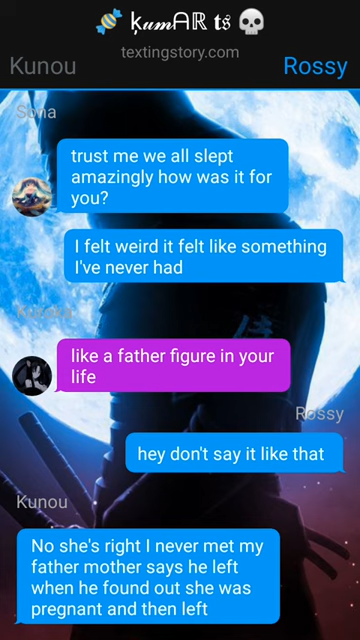 🍬 ķ𝓊𝓂ᗩℝ 𝐭𝔰 💀
textingstory.com
Kunou
Rossy
Sona
trust me we all slept
amazingly how was it for
you?
I felt weird it felt like something
I've never had
like a father figure in your
life
Rossy
hey don't say it like that
Kunou
No she's right I never met my
father mother says he left
when he found out she was
pregnant and then left